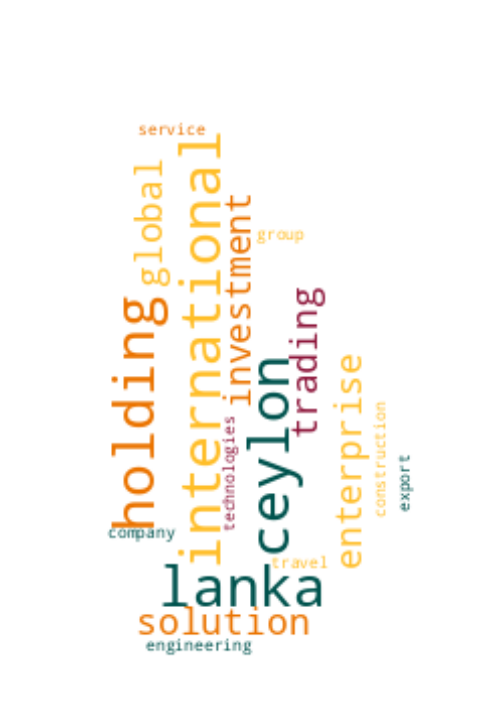 service
global
international
investment
group
holding
trading
ceylon
enterprise
technologies
construction
export
company
travel
lanka
solution
engineering